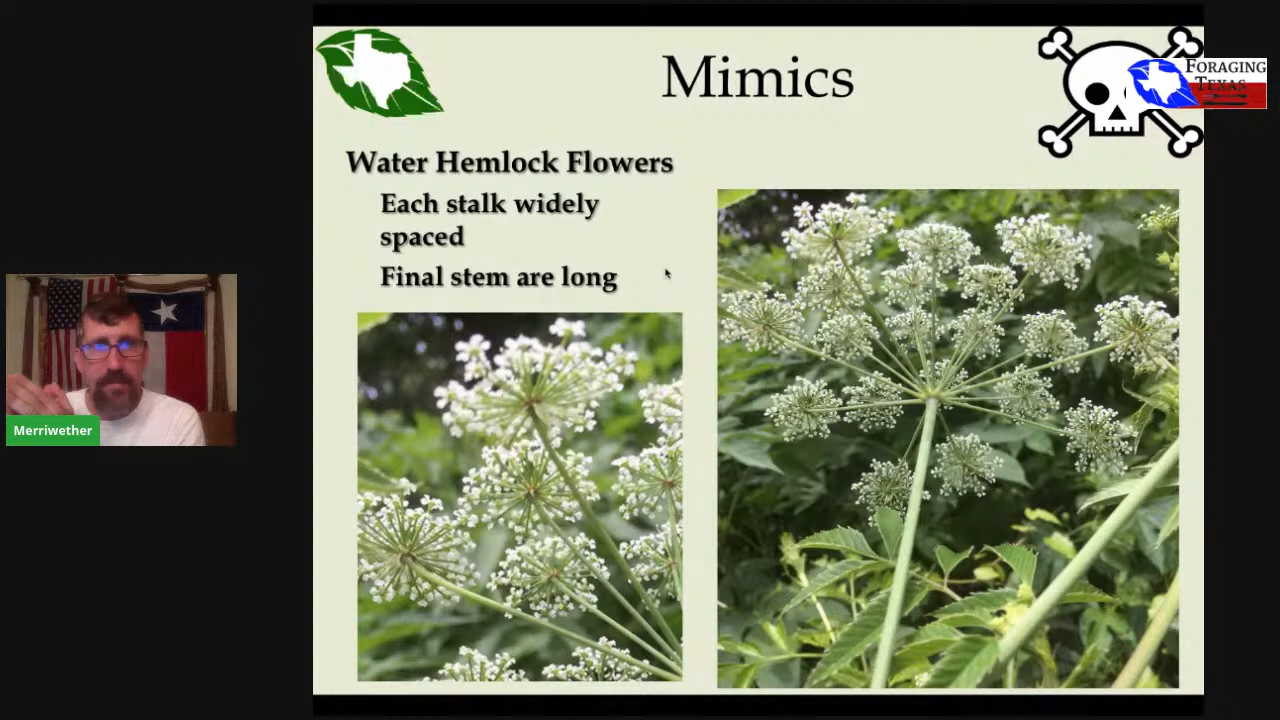 Mimics
FORAGING
TEXAS
Water Hemlock Flowers
Each stalk widely
spaced
Final stem are long
Merriwether